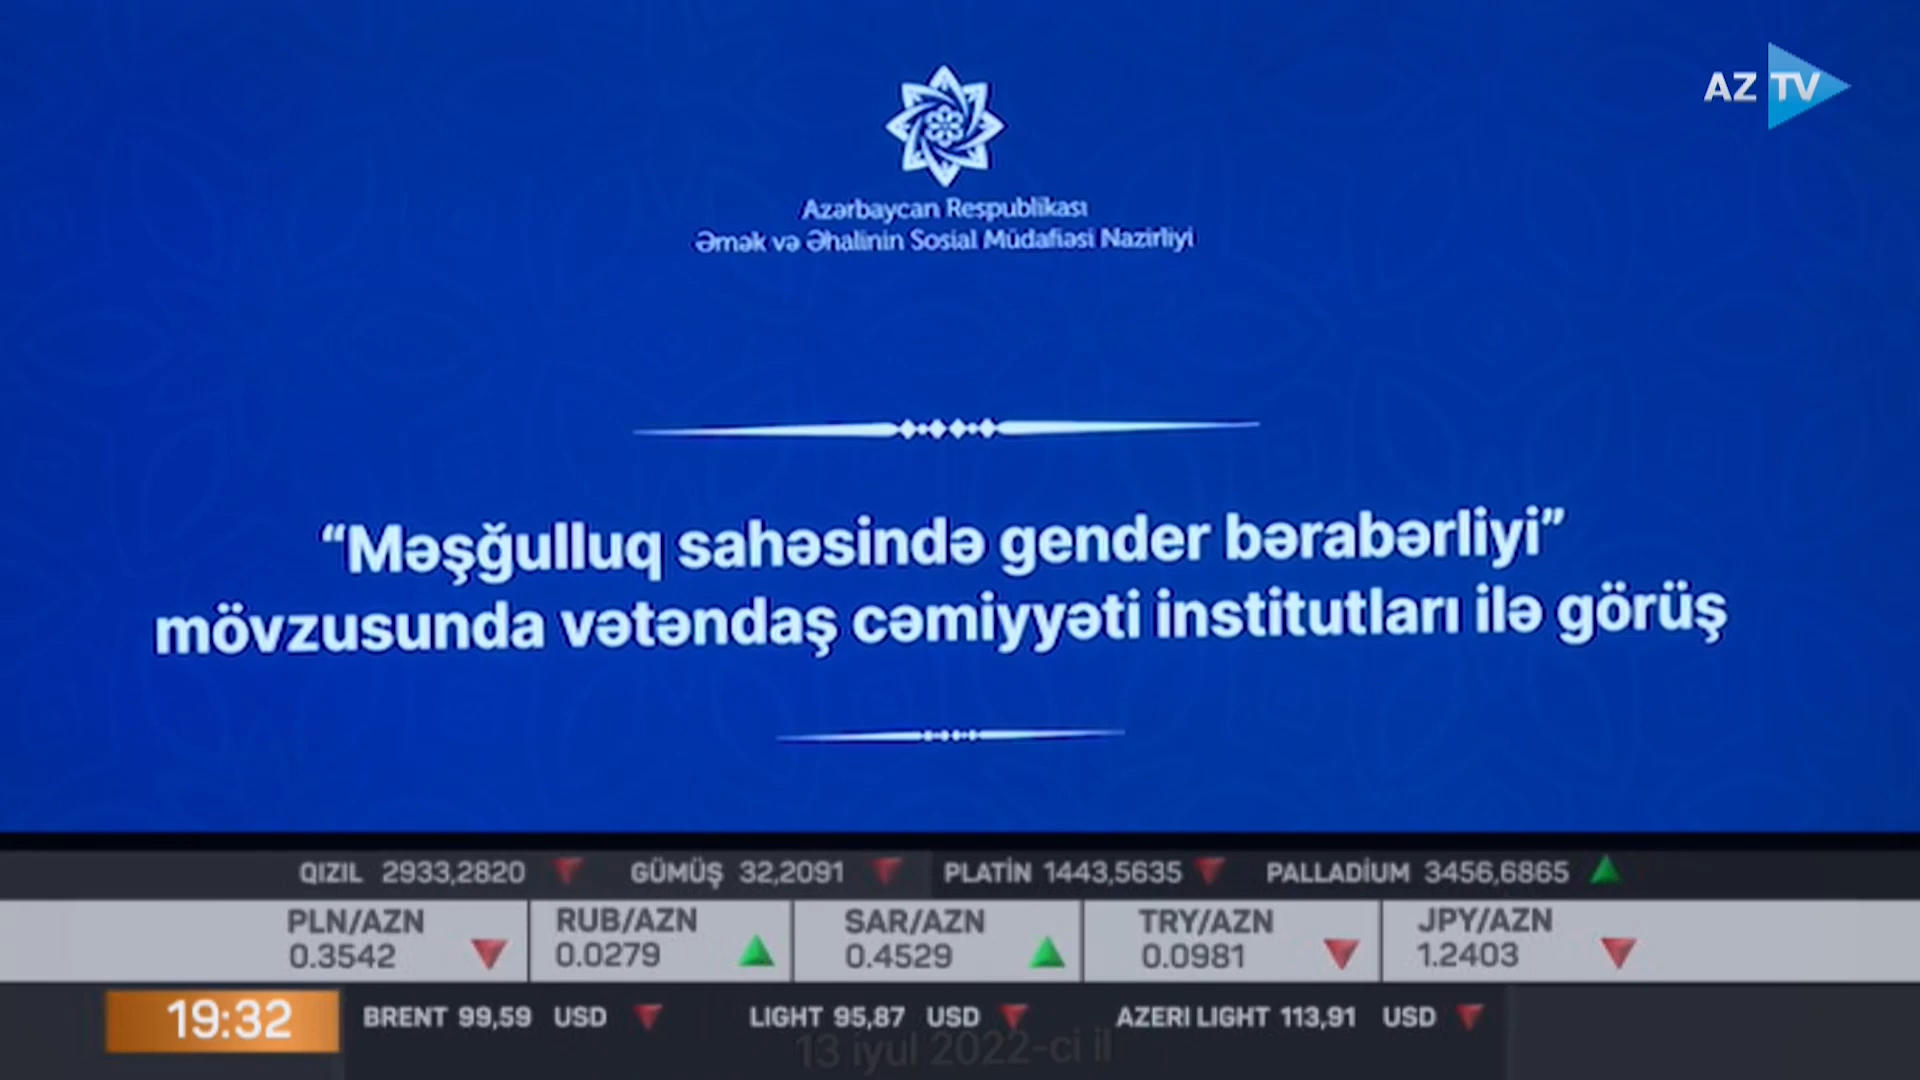 AZTV
Azərbaycan Respublikası
Əmək və Əhalinin Sosial Müdafiəsi Nazirliyi
“Məşğulluq sahəsində gender bərabərliyi”
mövzusunda vətəndaş cəmiyyəti institutları ilə görüş
QIZIL 2933,2820 GÜMÜŞ 32,2091 PLATİN 1443,5635 PALLADİUM 3456,6865
PLN/AZN RUB/AZN SAR/AZN TRY/AZN JPY/AZN
0.3542 0.0279 0.4529 0.0981 1.2403
19:32 BRENT 99,59 USD LIGHT 95,87 USD AZERI LIGHT 113,91 USD
13 iyul 2022-ci il